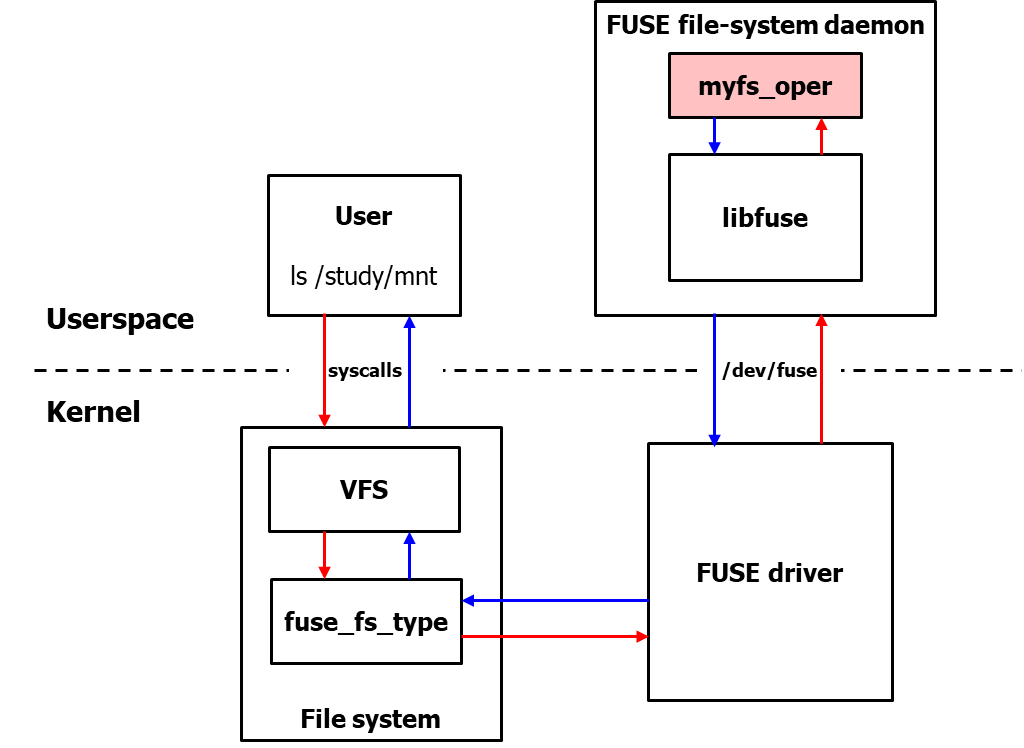 FUSE file-system daemon
myfs_oper
libfuse
User
ls /study/mnt
Userspace
syscalls
/dev/fuse
Kernel
VFS
FUSE driver
fuse_fs_type
File system